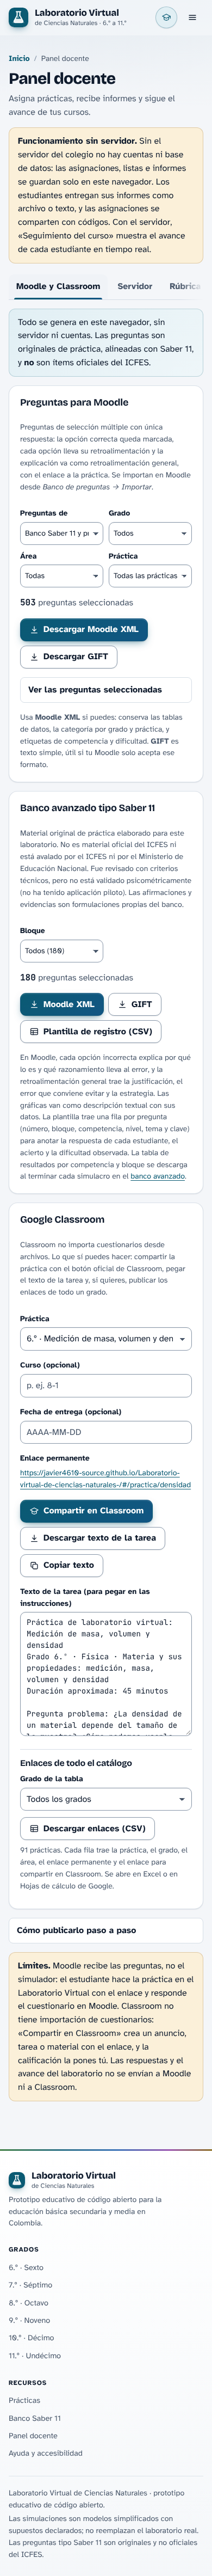 Laboratorio Virtual
de Ciencias Naturales · 6.° a 11.°
Inicio / Panel docente
Panel docente
Asigna prácticas, recibe informes y sigue el
avance de tus cursos.
Funcionamiento sin servidor. Sin el
servidor del colegio no hay cuentas ni base
de datos: las asignaciones, listas e informes
se guardan solo en este navegador. Los
estudiantes entregan sus informes como
archivo o texto, y las asignaciones se
comparten con códigos. Con el servidor,
«Seguimiento del curso» muestra el avance
de cada estudiante en tiempo real.
Moodle y Classroom Servidor Rúbrica
Todo se genera en este navegador, sin
servidor ni cuentas. Las preguntas son
originales de práctica, alineadas con Saber 11,
y no son ítems oficiales del ICFES.
Preguntas para Moodle
Preguntas de selección múltiple con única
respuesta: la opción correcta queda marcada,
cada opción lleva su retroalimentación y la
explicación va como retroalimentación general,
con el enlace a la práctica. Se importan en Moodle
desde Banco de preguntas → Importar.
Preguntas de Grado
Banco Saber 11 y pr Todos
Área Práctica
Todas Todas las prácticas
503 preguntas seleccionadas
Descargar Moodle XML
Descargar GIFT
Ver las preguntas seleccionadas
Usa Moodle XML si puedes: conserva las tablas
de datos, la categoría por grado y práctica, y
etiquetas de competencia y dificultad. GIFT es
texto simple, útil si tu Moodle solo acepta ese
formato.
Banco avanzado tipo Saber 11
Material original de práctica elaborado para este
laboratorio. No es material oficial del ICFES ni
está avalado por el ICFES ni por el Ministerio de
Educación Nacional. Fue revisado con criterios
técnicos, pero no está validado psicométricamente
(no ha tenido aplicación piloto). Las afirmaciones y
evidencias son formulaciones propias del banco.
Bloque
Todos (180)
180 preguntas seleccionadas
Moodle XML GIFT
Plantilla de registro (CSV)
En Moodle, cada opción incorrecta explica por qué
lo es y qué razonamiento lleva al error, y la
retroalimentación general trae la justificación, el
error que conviene evitar y la estrategia. Las
gráficas van como descripción textual con sus
datos. La plantilla trae una fila por pregunta
(número, bloque, competencia, nivel, tema y clave)
para anotar la respuesta de cada estudiante, el
acierto y la dificultad observada. La tabla de
resultados por competencia y bloque se descarga
al terminar cada simulacro en el banco avanzado.
Google Classroom
Classroom no importa cuestionarios desde
archivos. Lo que sí puedes hacer: compartir la
práctica con el botón oficial de Classroom, pegar
el texto de la tarea y, si quieres, publicar los
enlaces de todo un grado.
Práctica
6.° · Medición de masa, volumen y den
Curso (opcional)
p. ej. 8-1
Fecha de entrega (opcional)
AAAA-MM-DD
Enlace permanente
https://javier4610-source.github.io/Laboratorio-
virtual-de-ciencias-naturales-/#/practica/densidad
Compartir en Classroom
Descargar texto de la tarea
Copiar texto
Texto de la tarea (para pegar en las
instrucciones)
Práctica de laboratorio virtual:
Medición de masa, volumen y
densidad
Grado 6.° · Física · Materia y sus
propiedades: medición, masa,
volumen y densidad
Duración aproximada: 45 minutos
Pregunta problema: ¿La densidad de
un material depende del tamaño de
Enlaces de todo el catálogo
Grado de la tabla
Todos los grados
Descargar enlaces (CSV)
91 prácticas. Cada fila trae la práctica, el grado, el
área, el enlace permanente y el enlace para
compartir en Classroom. Se abre en Excel o en
Hojas de cálculo de Google.
Cómo publicarlo paso a paso
Límites. Moodle recibe las preguntas, no el
simulador: el estudiante hace la práctica en el
Laboratorio Virtual con el enlace y responde
el cuestionario en Moodle. Classroom no
tiene importación de cuestionarios:
«Compartir en Classroom» crea un anuncio,
tarea o material con el enlace, y la
calificación la pones tú. Las respuestas y el
avance del laboratorio no se envían a Moodle
ni a Classroom.
Laboratorio Virtual
de Ciencias Naturales
Prototipo educativo de código abierto para la
educación básica secundaria y media en
Colombia.
GRADOS
6.° · Sexto
7.° · Séptimo
8.° · Octavo
9.° · Noveno
10.° · Décimo
11.° · Undécimo
RECURSOS
Prácticas
Banco Saber 11
Panel docente
Ayuda y accesibilidad
Laboratorio Virtual de Ciencias Naturales · prototipo
educativo de código abierto.
Las simulaciones son modelos simplificados con
supuestos declarados; no reemplazan el laboratorio real.
Las preguntas tipo Saber 11 son originales y no oficiales
del ICFES.